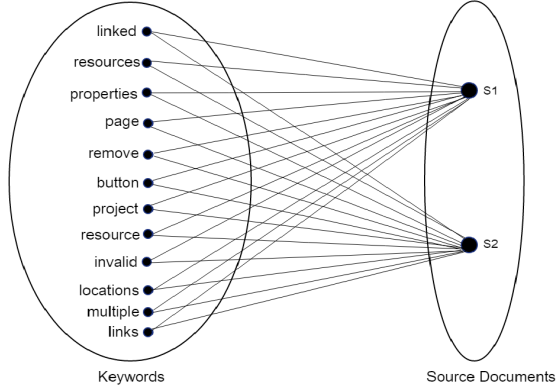 linked
resources
properties
page
remove
button
project
resource
invalid
locations
multiple
links
S1
S2
Keywords
Source Documents